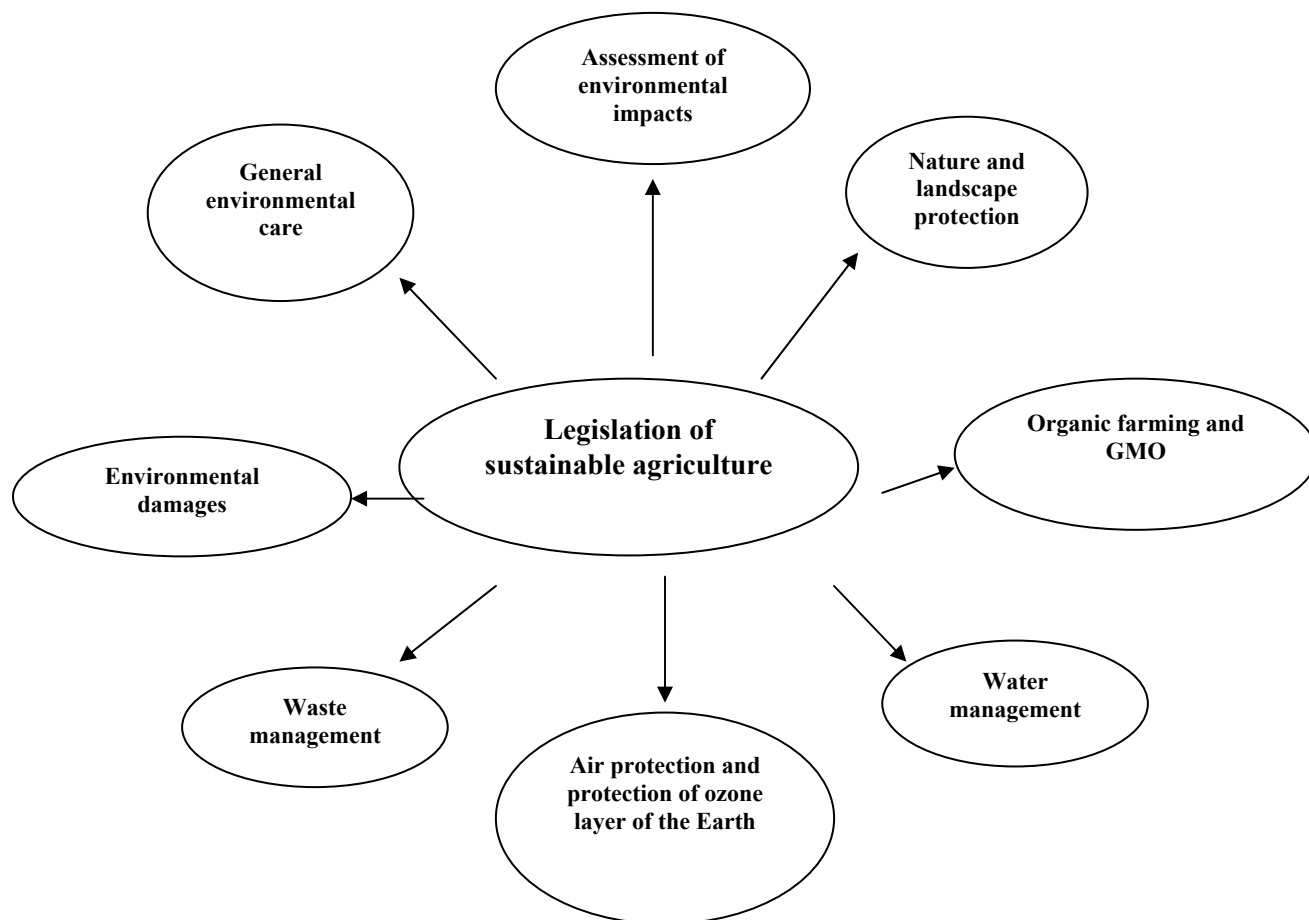 Assessment of
environmental
impacts
General
environmental
care
Nature and
landscape
protection
Legislation of
sustainable agriculture
Organic farming and
GMO
Environmental
damages
Waste
management
Water
management
Air protection and
protection of ozone
layer of the Earth